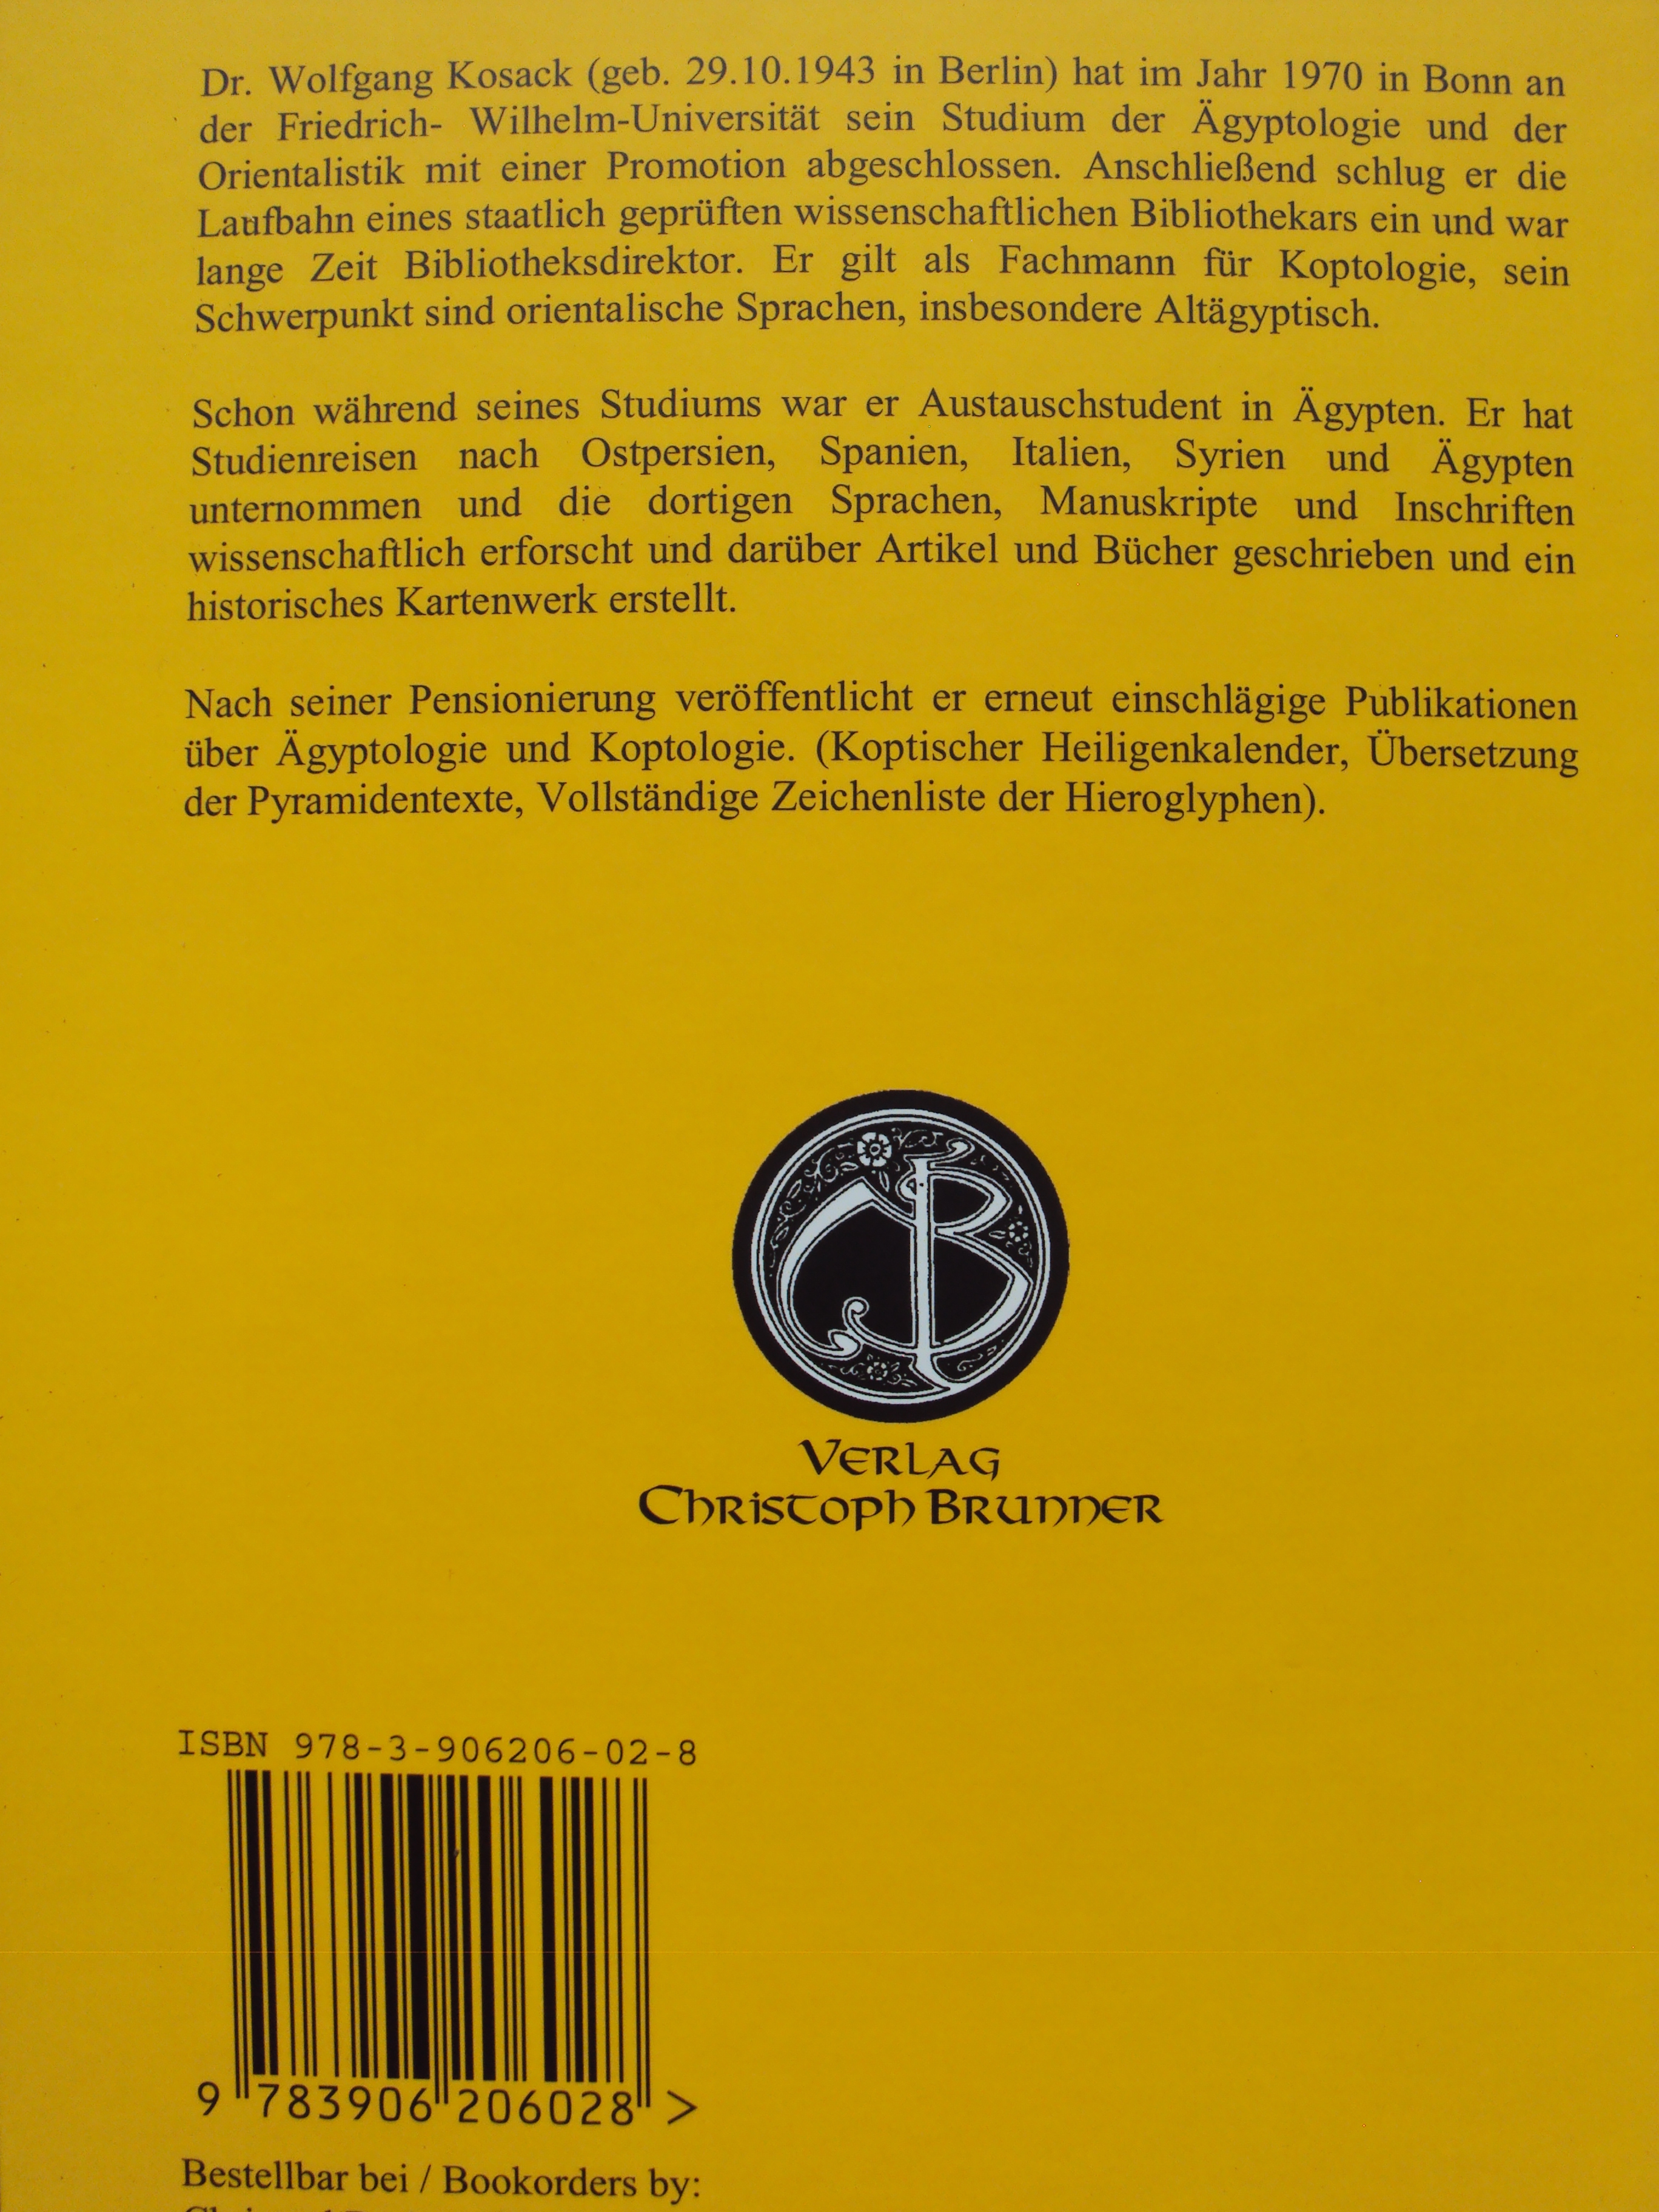 Dr. Wolfgang Kosack (geb. 29.10.1943 in Berlin) hat im Jahr 1970 in Bonn an
der Friedrich- Wilhelm-Universität sein Studium der Ägyptologie und der
Orientalistik mit einer Promotion abgeschlossen. Anschließend schlug er die
Laufbahn eines staatlich geprüften wissenschaftlichen Bibliothekars ein und war
lange Zeit Bibliotheksdirektor. Er gilt als Fachmann für Koptologie, sein
Schwerpunkt sind orientalische Sprachen, insbesondere Altägyptisch.
Schon während seines Studiums war er Austauschstudent in Ägypten. Er hat
Studienreisen nach Ostpersien, Spanien, Italien, Syrien und Ägypten
unternommen und die dortigen Sprachen, Manuskripte und Inschriften
wissenschaftlich erforscht und darüber Artikel und Bücher geschrieben und ein
historisches Kartenwerk erstellt.
Nach seiner Pensionierung veröffentlicht er erneut einschlägige Publikationen
über Ägyptologie und Koptologie. (Koptischer Heiligenkalender, Übersetzung
der Pyramidentexte, Vollständige Zeichenliste der Hieroglyphen).
CB
VERLAG
Christoph Brunner
ISBN 978-3-906206-02-8
9 783906 206028 >
Bestellbar bei / Bookorders by: